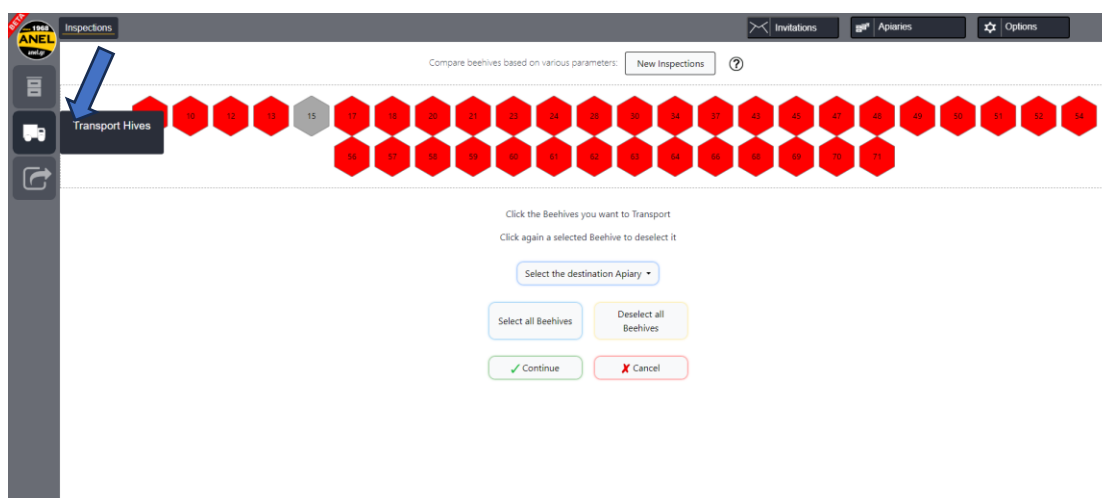 BETA
1968
ANEL
anel.gr
Inspections
Invitations
Apiaries
Options
Compare beehives based on various parameters:
New Inspections
?
Transport Hives
10 12 13 15 17 18 20 21 23 24 28 30 34 37 43 45 47 48 49 50 51 52 54
56 57 58 59 60 61 62 63 64 66 68 69 70 71
Click the Beehives you want to Transport
Click again a selected Beehive to deselect it
Select the destination Apiary
Select all Beehives
Deselect all
Beehives
✓ Continue
✗ Cancel